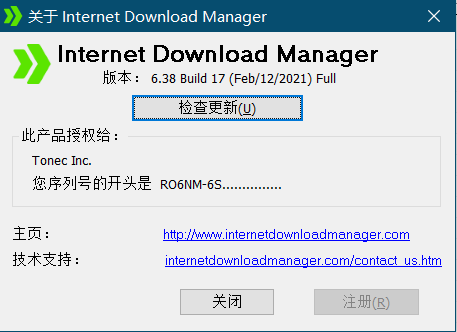 关于 Internet Download Manager
Internet Download Manager
版本： 6.38 Build 17 (Feb/12/2021) Full
检查更新(U)
此产品授权给：
Tonec Inc.
您序列号的开头是 RO6NM-6S...............
主页： http://www.internetdownloadmanager.com
技术支持： internetdownloadmanager.com/contact_us.htm
关闭 注册(R)